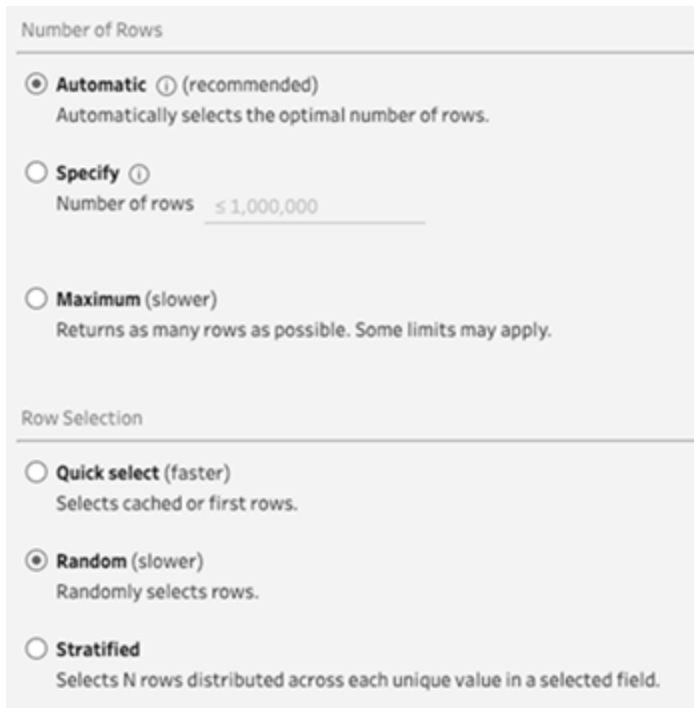 Number of Rows
Automatic ⓘ (recommended)
Automatically selects the optimal number of rows.
Specify ⓘ
Number of rows ≤ 1,000,000
Maximum (slower)
Returns as many rows as possible. Some limits may apply.
Row Selection
Quick select (faster)
Selects cached or first rows.
Random (slower)
Randomly selects rows.
Stratified
Selects N rows distributed across each unique value in a selected field.